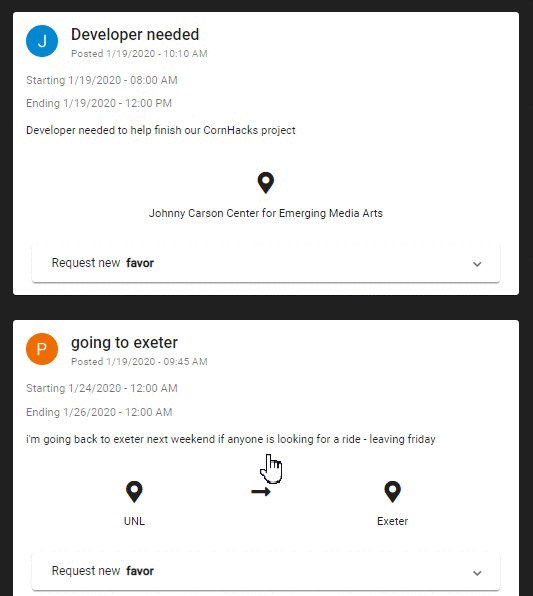 J
Developer needed
Posted 1/19/2020 - 10:10 AM
Starting 1/19/2020 - 08:00 AM
Ending 1/19/2020 - 12:00 PM
Developer needed to help finish our CornHacks project
Johnny Carson Center for Emerging Media Arts
Request new favor
P
going to exeter
Posted 1/19/2020 - 09:45 AM
Starting 1/24/2020 - 12:00 AM
Ending 1/26/2020 - 12:00 AM
i'm going back to exeter next weekend if anyone is looking for a ride - leaving friday
UNL
Exeter
Request new favor